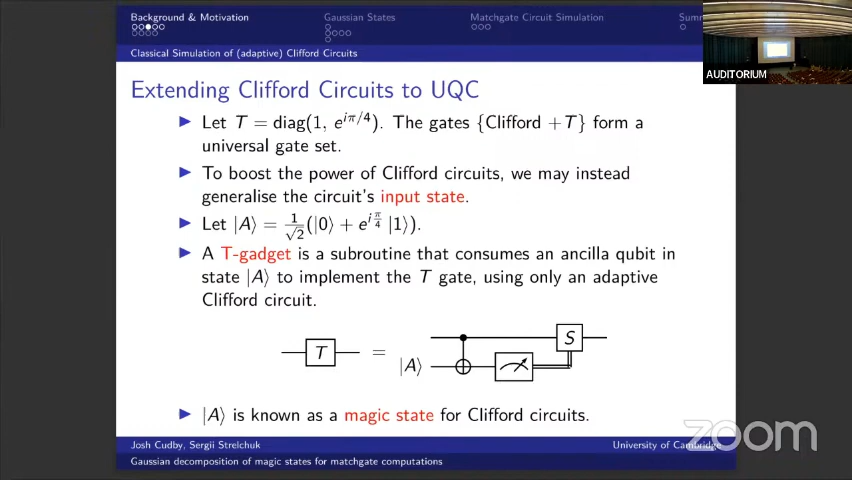 Background & Motivation
Gaussian States
Matchgate Circuit Simulation
Summ
Classical Simulation of (adaptive) Clifford Circuits
AUDITORIUM
Extending Clifford Circuits to UQC
Let T = diag(1, e^{iπ/4}). The gates {Clifford +T} form a
universal gate set.
To boost the power of Clifford circuits, we may instead
generalise the circuit's input state.
Let |A⟩ = 1/√2(|0⟩ + e^{iπ/4} |1⟩).
A T-gadget is a subroutine that consumes an ancilla qubit in
state |A⟩ to implement the T gate, using only an adaptive
Clifford circuit.
S
T =
|A⟩
|A⟩ is known as a magic state for Clifford circuits.
zoom
Josh Cudby, Sergii Strelchuk
University of Cambridge
Gaussian decomposition of magic states for matchgate computations